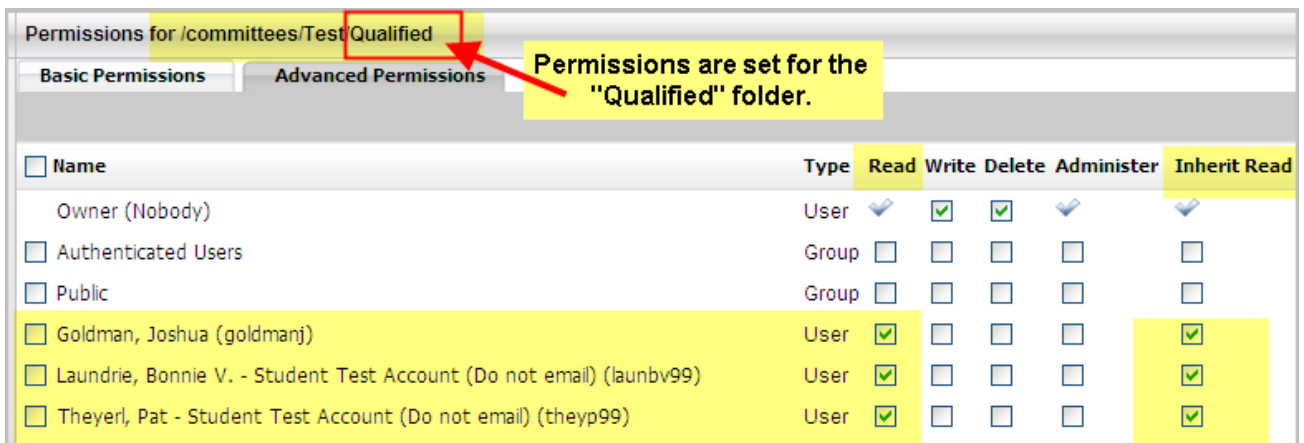 Permissions for /committees/Test/Qualified
Basic Permissions Advanced Permissions
Permissions are set for the
"Qualified" folder.
Name Type Read Write Delete Administer Inherit Read
Owner (Nobody) User
Authenticated Users Group
Public Group
Goldman, Joshua (goldmanj) User
Laundrie, Bonnie V. - Student Test Account (Do not email) (launbv99) User
Theyerl, Pat - Student Test Account (Do not email) (theyp99) User